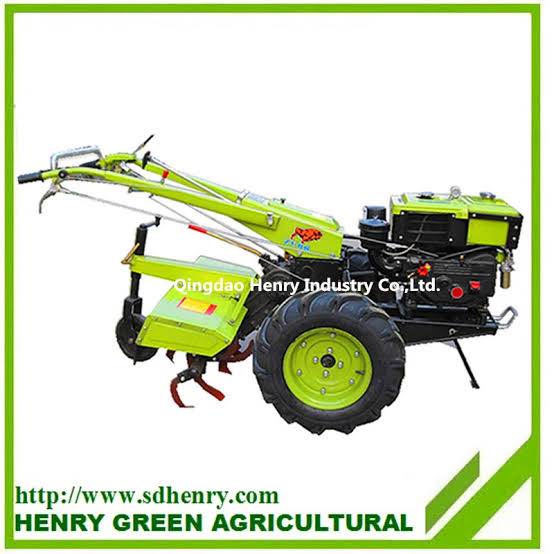 Qingdao Henry Industry Co.,Ltd.
http://www.sdhenry.com
HENRY GREEN AGRICULTURAL